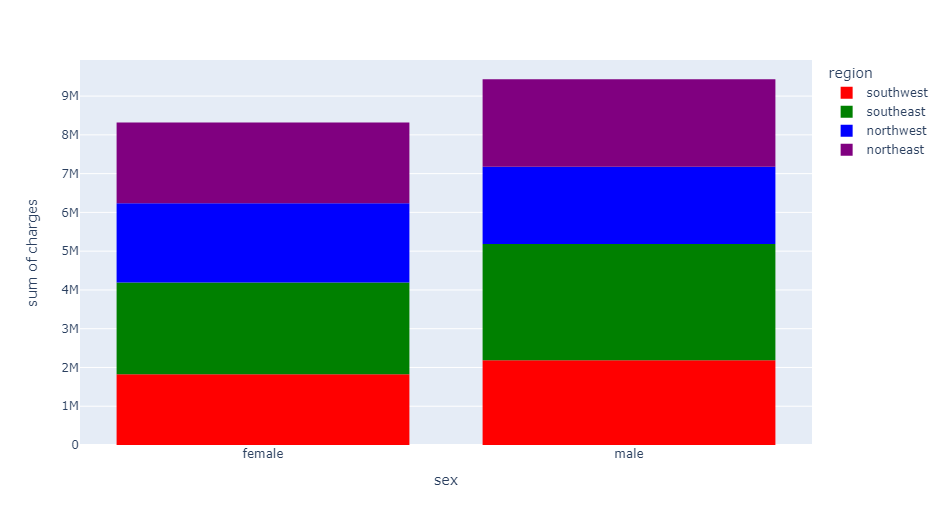 region
southwest
southeast
northwest
northeast
9M
8M
7M
6M
5M
4M
3M
2M
1M
0
sum of charges
female
male
sex